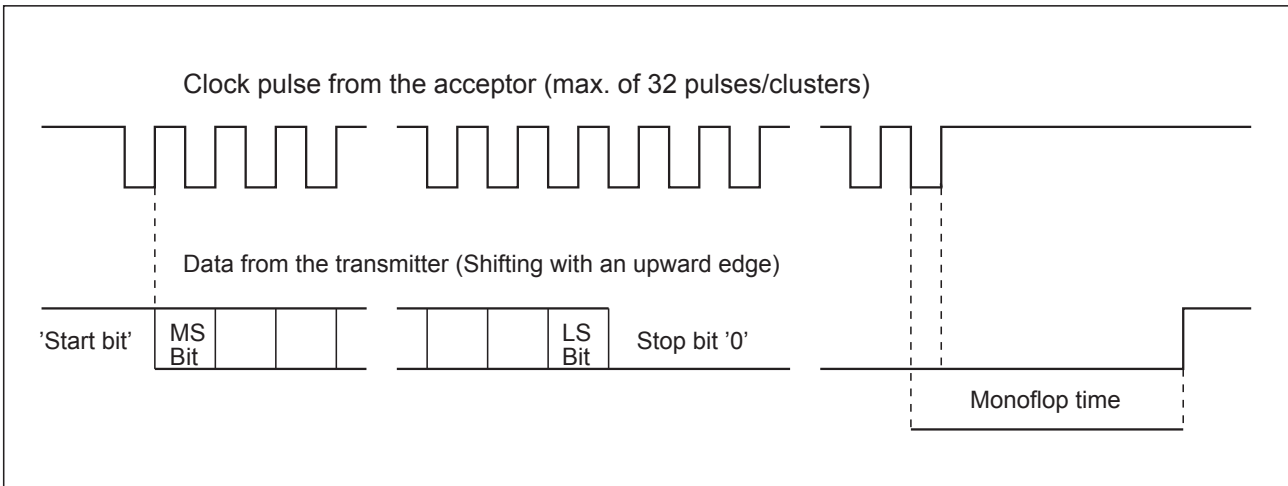 Clock pulse from the acceptor (max. of 32 pulses/clusters)
Data from the transmitter (Shifting with an upward edge)
’Start bit’
MS
Bit
LS
Bit
Stop bit ’0’
Monoflop time